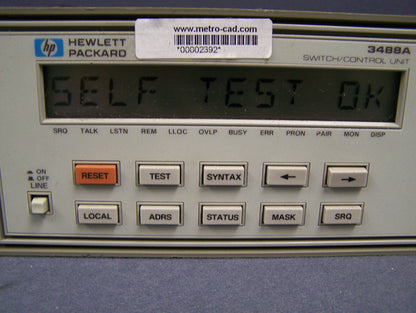 www.metro-cad.com
*00002392*
hp HEWLETT PACKARD
3488A
SWITCH/CONTROL UNIT
SELF TEST OK
SRQ TALK LSTN REM LLOC OVLP BUSY ERR PRON PAIR MON DISP
ON
OFF
LINE
RESET TEST SYNTAX ← →
LOCAL ADRS STATUS MASK SRQ